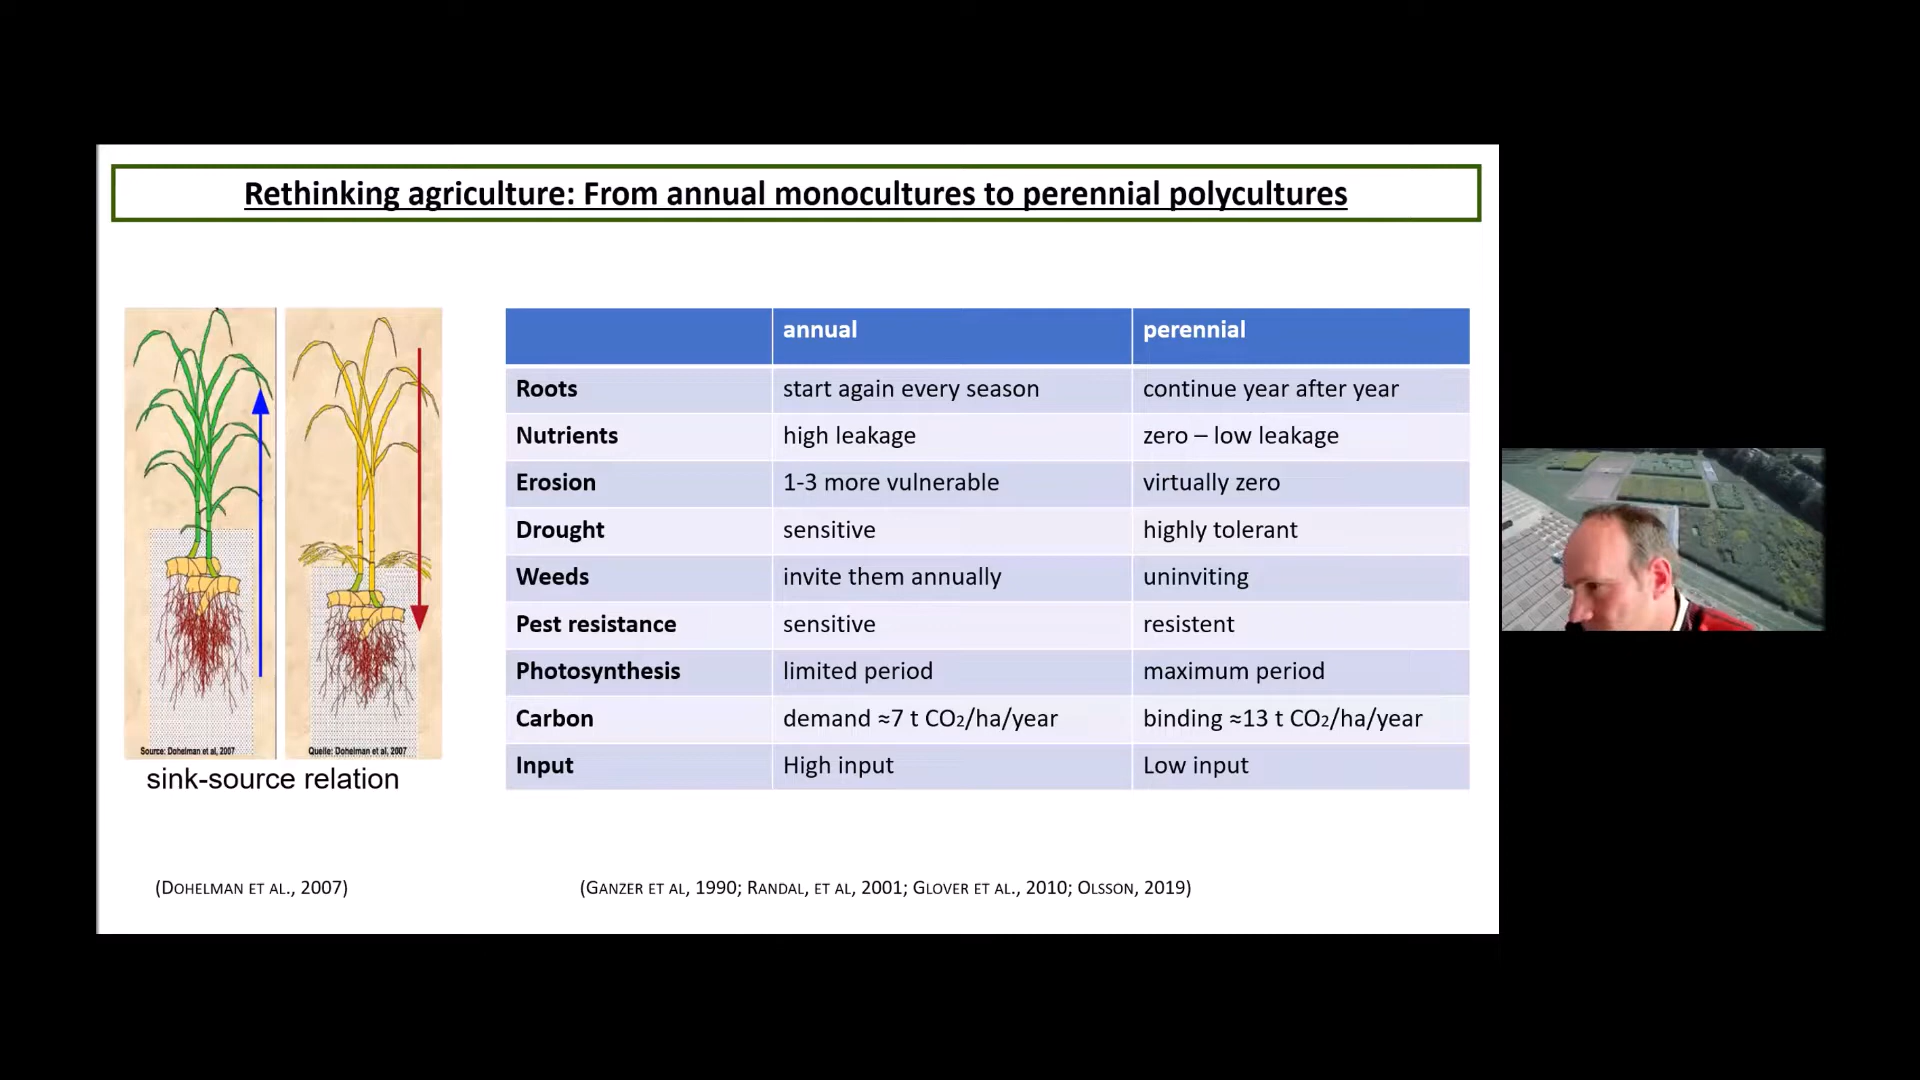 Rethinking agriculture: From annual monocultures to perennial polycultures
annual perennial
Roots start again every season continue year after year
Nutrients high leakage zero – low leakage
Erosion 1-3 more vulnerable virtually zero
Drought sensitive highly tolerant
Weeds invite them annually uninviting
Pest resistance sensitive resistent
Photosynthesis limited period maximum period
Carbon demand ≈7 t CO₂/ha/year binding ≈13 t CO₂/ha/year
Input High input Low input
Source: Dohelman et al, 2007
Quelle: Dohelman et al, 2007
sink-source relation
(DOHELMAN ET AL., 2007)
(GANZER ET AL, 1990; RANDAL, ET AL, 2001; GLOVER ET AL., 2010; OLSSON, 2019)